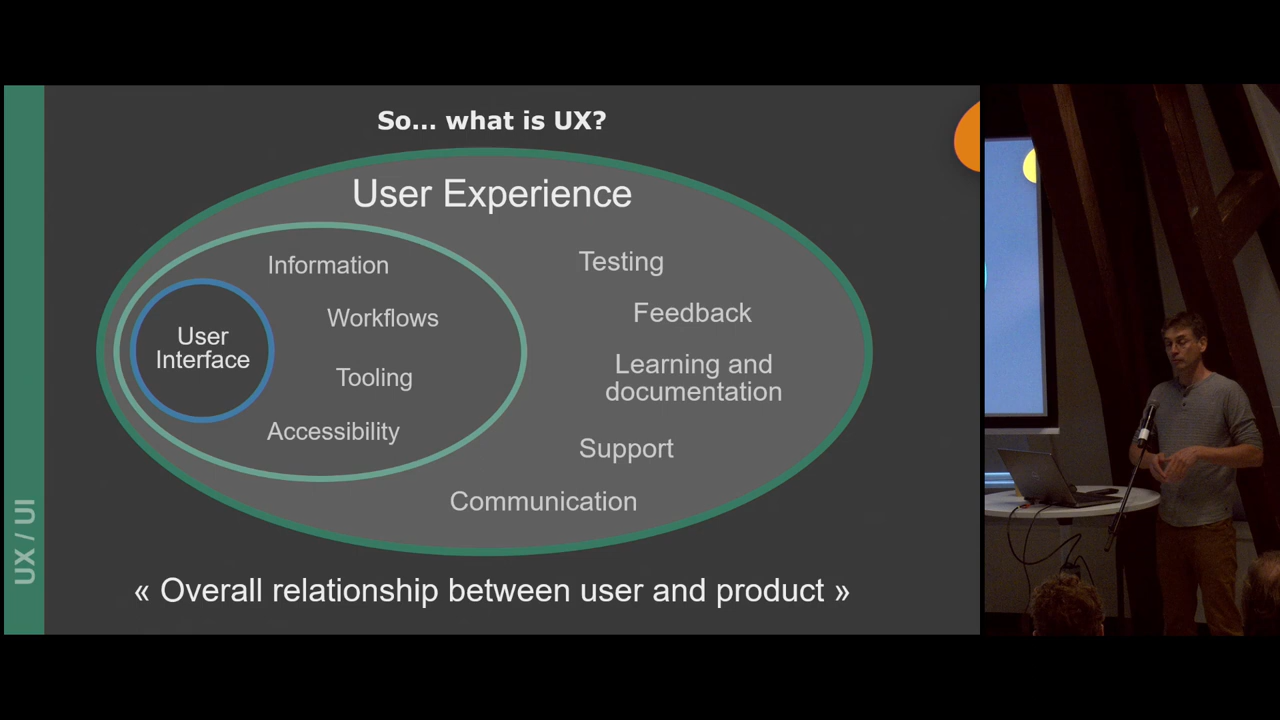 So... what is UX?
User Experience
Information
Workflows
Tooling
Accessibility
User
Interface
Testing
Feedback
Learning and
documentation
Support
Communication
« Overall relationship between user and product »
UX / UI